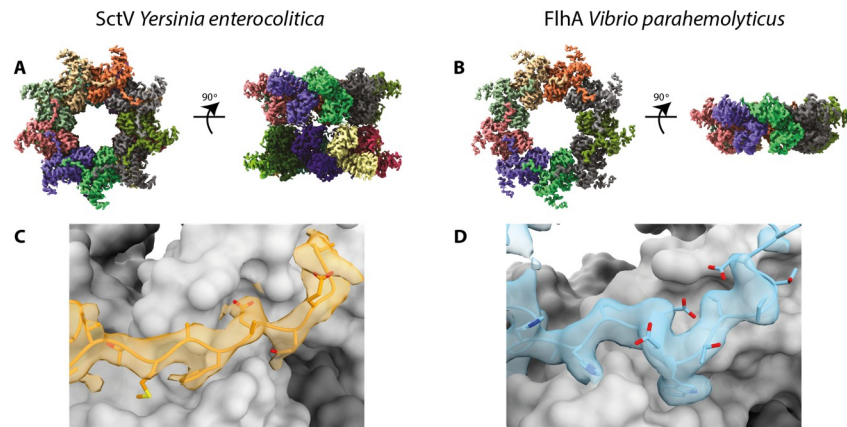 SctV Yersinia enterocolitica
FlhA Vibrio parahemolyticus
A
90°
B
90°
C
D